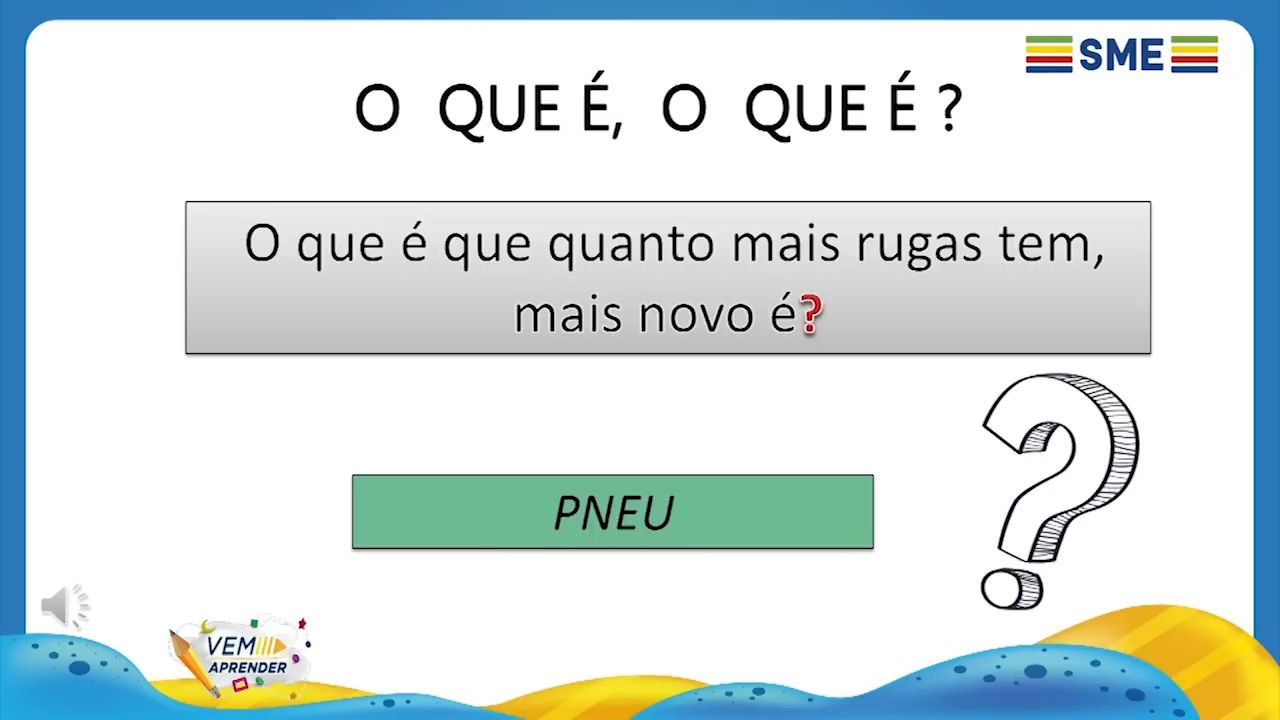 SME
O QUE É, O QUE É ?
O que é que quanto mais rugas tem,
mais novo é?
PNEU
VEM
APRENDER